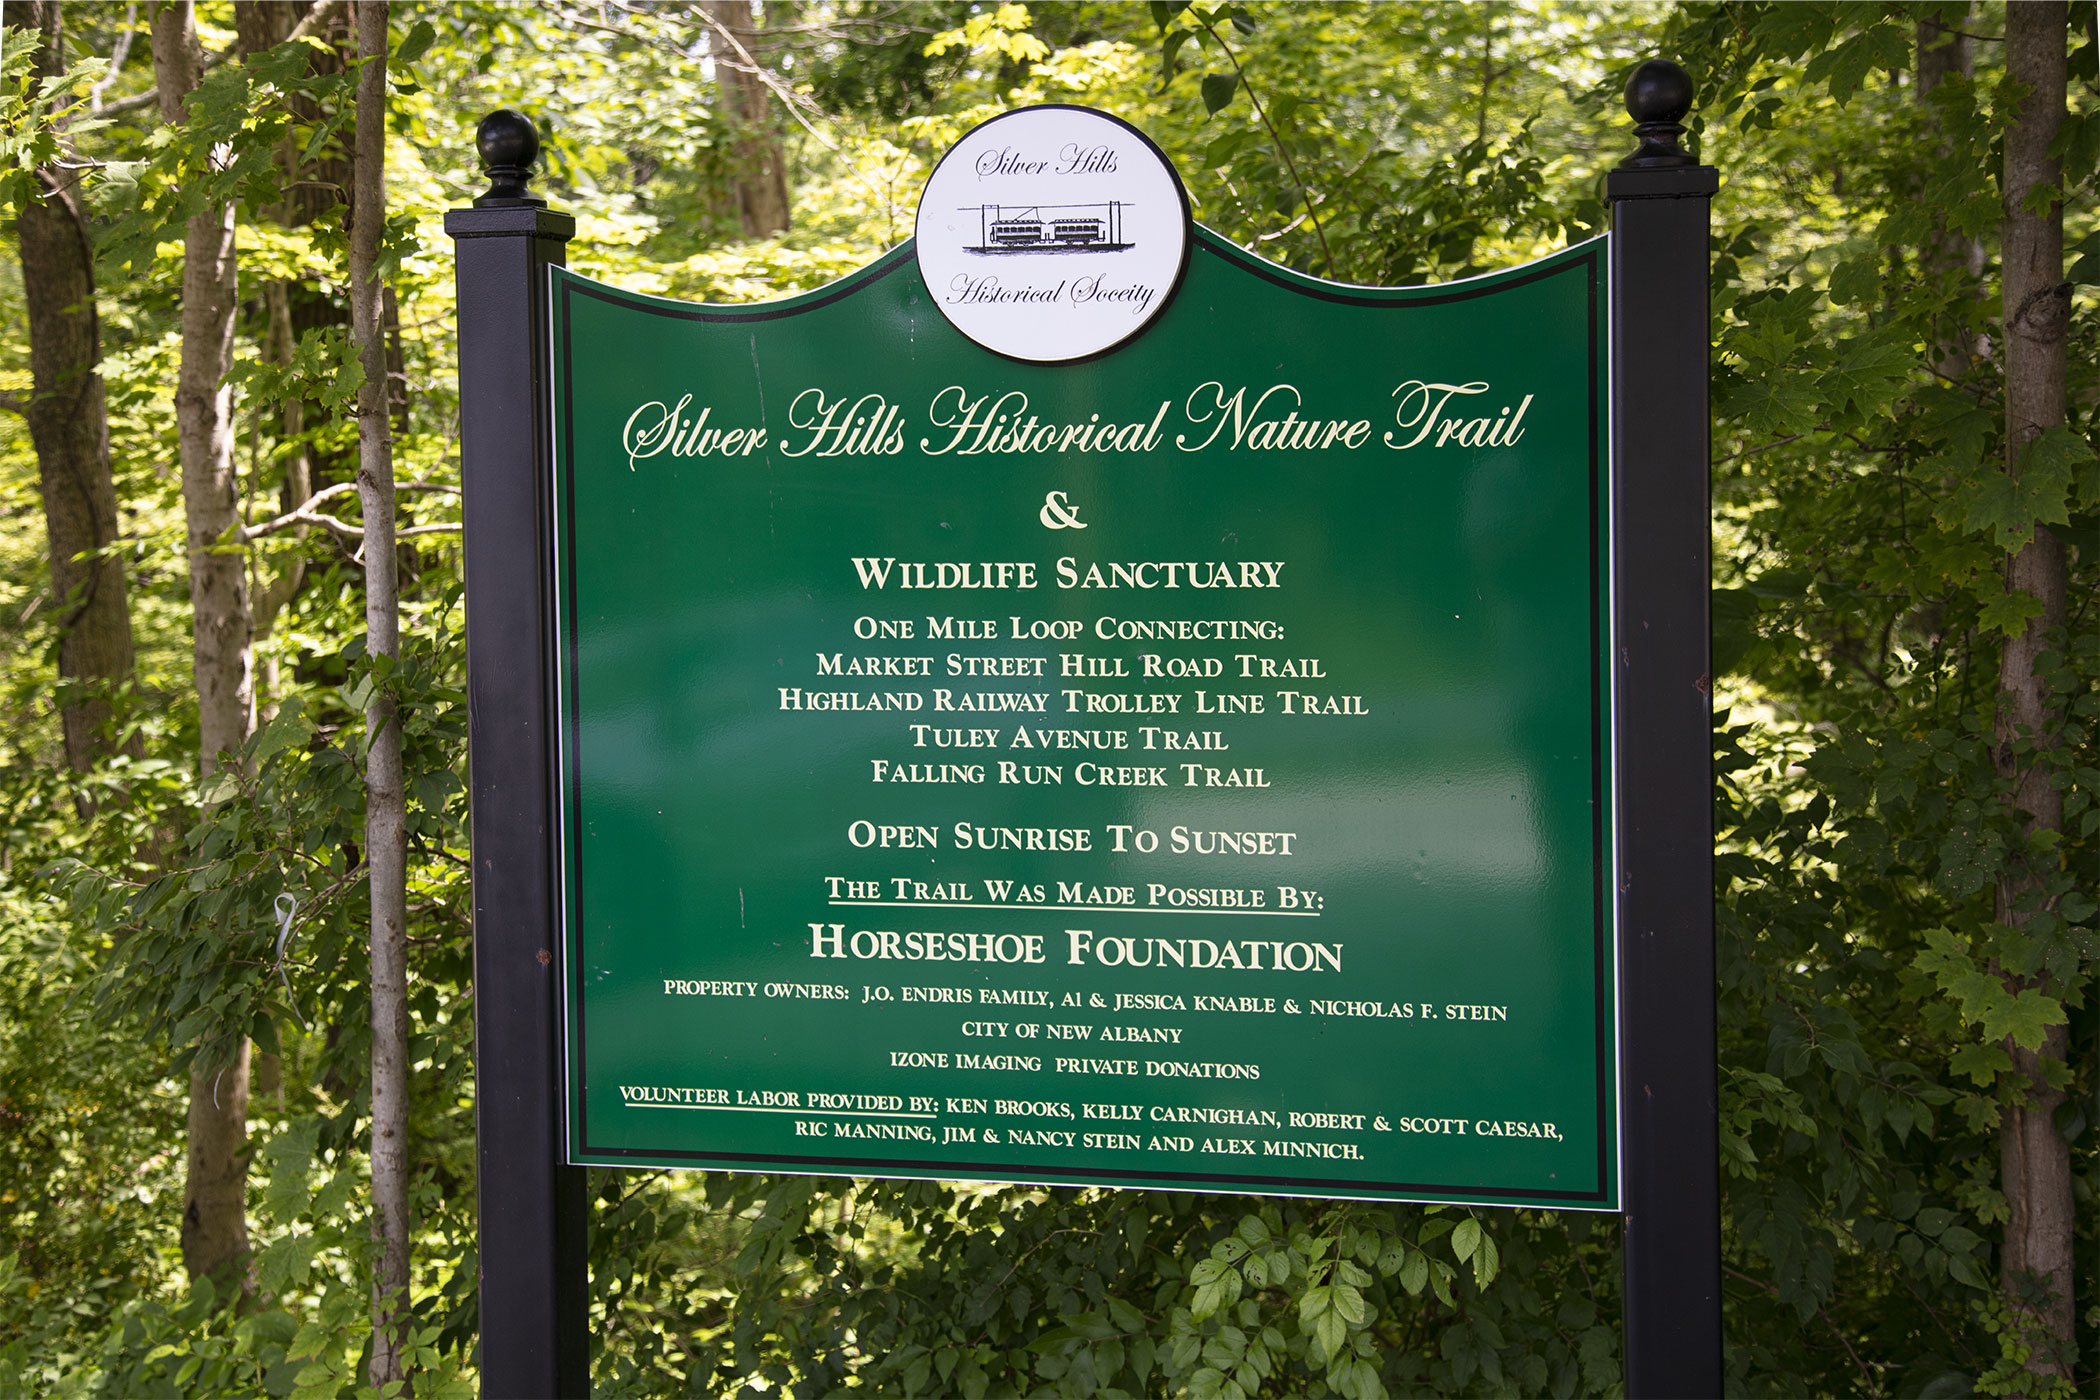 Silver Hills
Historical Soceity
Silver Hills Historical Nature Trail
&
WILDLIFE SANCTUARY
ONE MILE LOOP CONNECTING:
MARKET STREET HILL ROAD TRAIL
HIGHLAND RAILWAY TROLLEY LINE TRAIL
TULEY AVENUE TRAIL
FALLING RUN CREEK TRAIL
OPEN SUNRISE TO SUNSET
THE TRAIL WAS MADE POSSIBLE BY:
HORSESHOE FOUNDATION
PROPERTY OWNERS: J.O. ENDRIS FAMILY, Al & JESSICA KNABLE & NICHOLAS F. STEIN
CITY OF NEW ALBANY
IZONE IMAGING PRIVATE DONATIONS
VOLUNTEER LABOR PROVIDED BY: KEN BROOKS, KELLY CARNIGHAN, ROBERT & SCOTT CAESAR,
RIC MANNING, JIM & NANCY STEIN AND ALEX MINNICH.